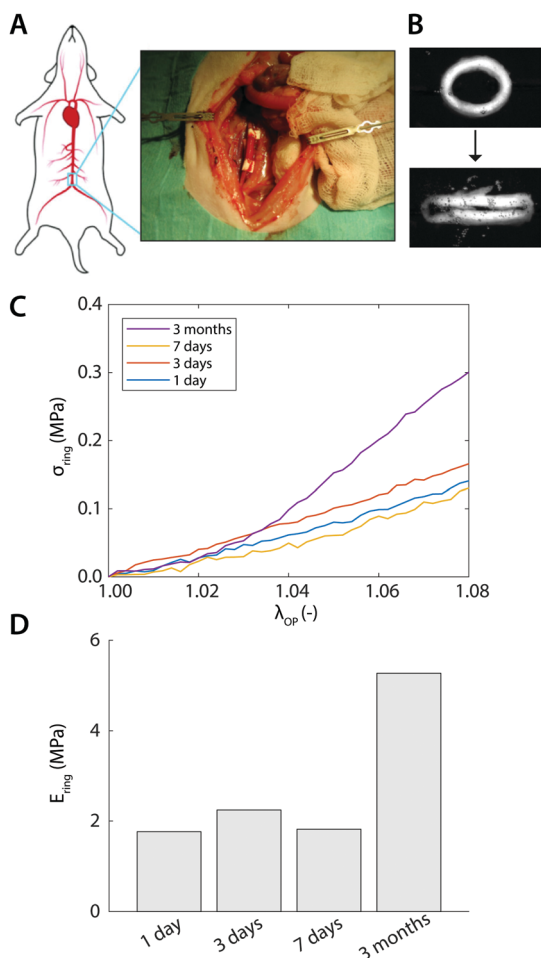 A
B
C
0.4
0.3
0.2
0.1
0.0
σring (MPa)
3 months
7 days
3 days
1 day
1.00
1.02
1.04
1.06
1.08
λOP (-)
D
6
4
2
0
Ering (MPa)
1 day
3 days
7 days
3 months